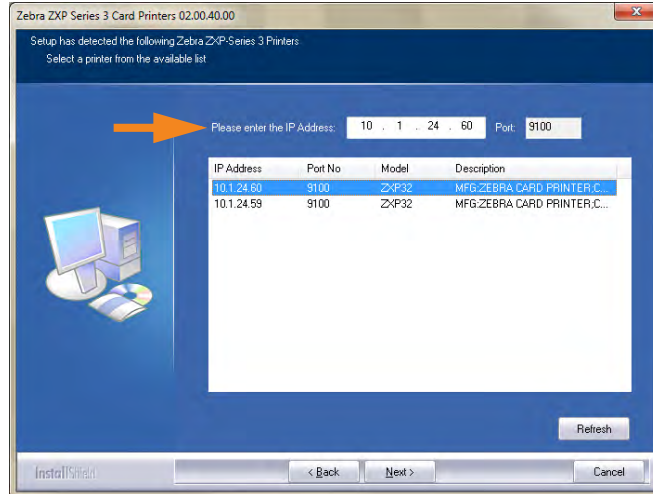 Zebra ZXP Series 3 Card Printers 02.00.40.00
Setup has detected the following Zebra ZXP-Series 3 Printers
Select a printer from the available list
Please enter the IP Address: 10 . 1 . 24 . 60 Port: 9100
IP Address Port No Model Description
10.1.24.60 9100 ZXP32 MFG:ZEBRA CARD PRINTER;C...
10.1.24.59 9100 ZXP32 MFG:ZEBRA CARD PRINTER;C...
Refresh
InstallShield < Back Next > Cancel